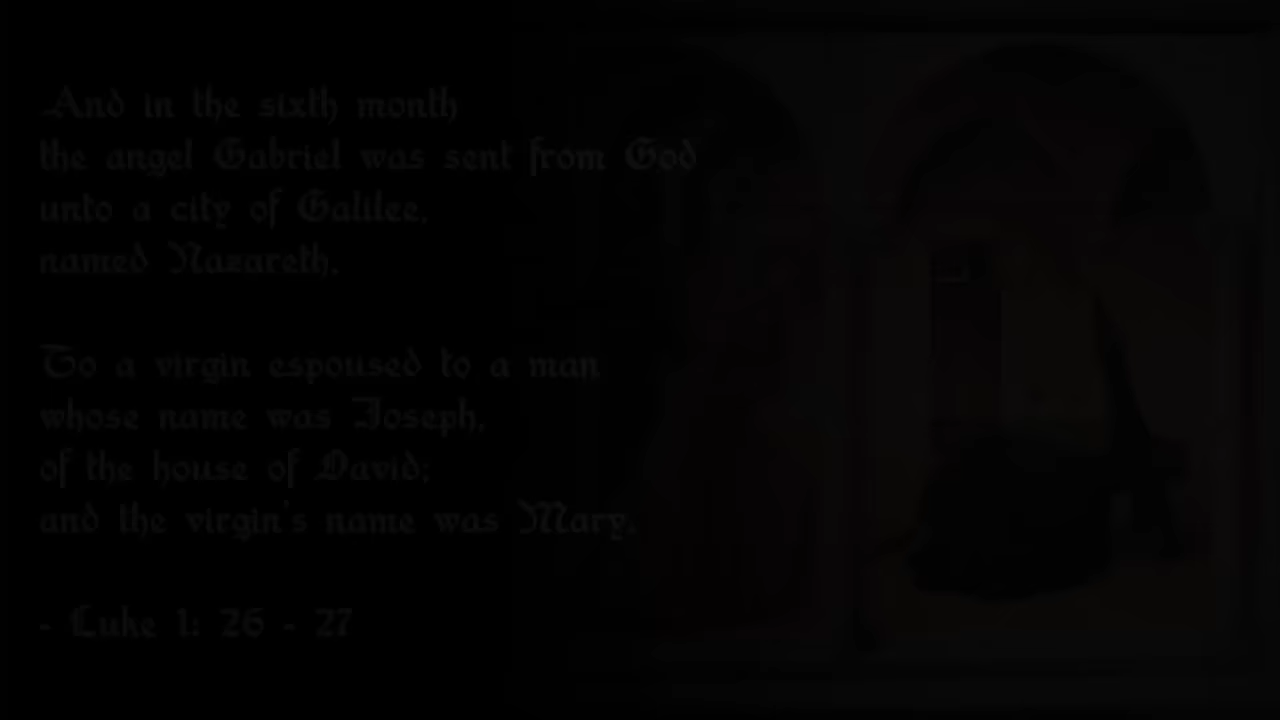 And in the sixth month
the angel Gabriel was sent from God
unto a city of Galilee,
named Nazareth,
To a virgin espoused to a man
whose name was Joseph,
of the house of David;
and the virgin's name was Mary.
- Luke 1: 26 - 27